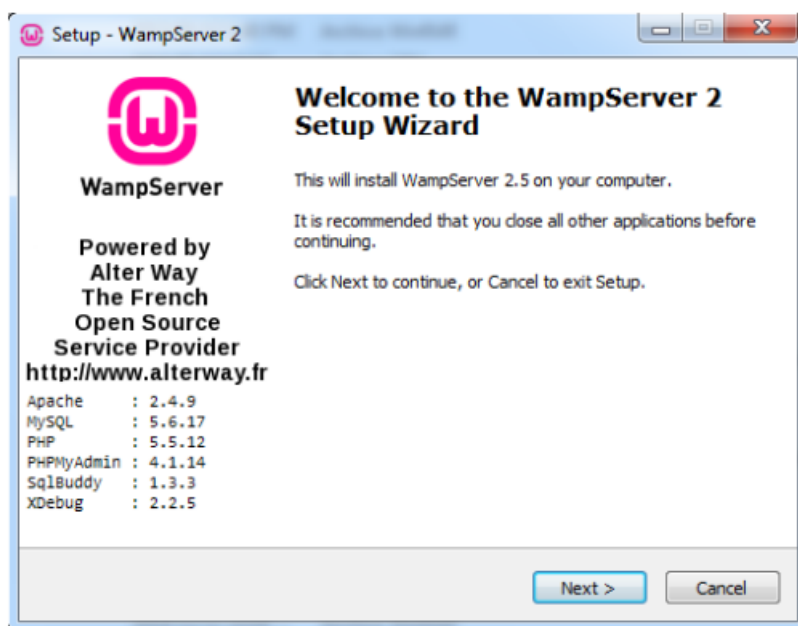 Setup - WampServer 2
WampServer
Powered by
Alter Way
The French
Open Source
Service Provider
http://www.alterway.fr
Apache : 2.4.9
MySQL : 5.6.17
PHP : 5.5.12
PHPMyAdmin : 4.1.14
SqlBuddy : 1.3.3
XDebug : 2.2.5
Welcome to the WampServer 2
Setup Wizard
This will install WampServer 2.5 on your computer.
It is recommended that you close all other applications before
continuing.
Click Next to continue, or Cancel to exit Setup.
Next >
Cancel